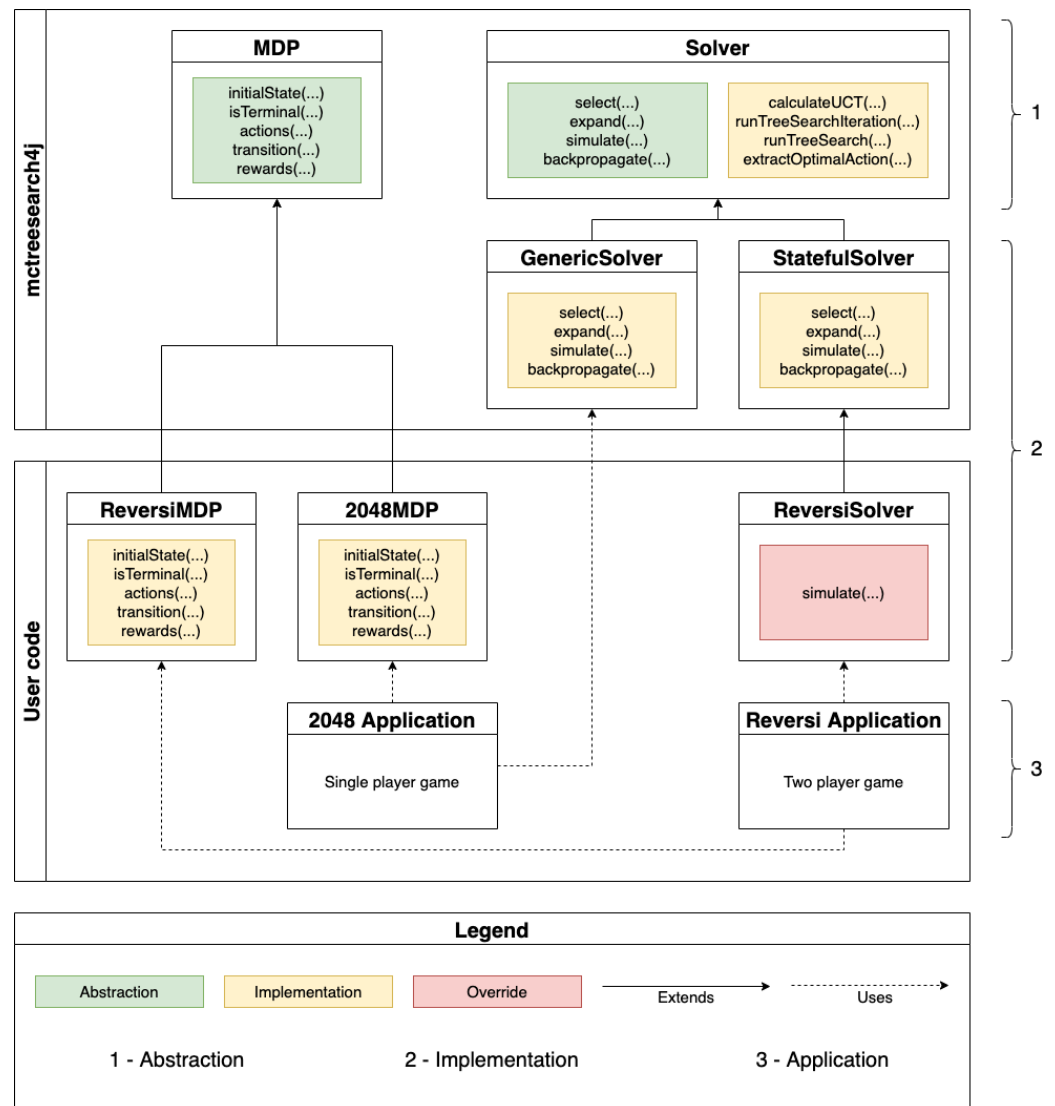 mctreesearch4j
MDP
initialState(...)
isTerminal(...)
actions(...)
transition(...)
rewards(...)
Solver
select(...)
expand(...)
simulate(...)
backpropagate(...)
calculateUCT(...)
runTreeSearchIteration(...)
runTreeSearch(...)
extractOptimalAction(...)
1
GenericSolver
select(...)
expand(...)
simulate(...)
backpropagate(...)
StatefulSolver
select(...)
expand(...)
simulate(...)
backpropagate(...)
2
User code
ReversiMDP
initialState(...)
isTerminal(...)
actions(...)
transition(...)
rewards(...)
2048MDP
initialState(...)
isTerminal(...)
actions(...)
transition(...)
rewards(...)
ReversiSolver
simulate(...)
2048 Application
Single player game
Reversi Application
Two player game
3
Legend
Abstraction
Implementation
Override
Extends
Uses
1 - Abstraction
2 - Implementation
3 - Application